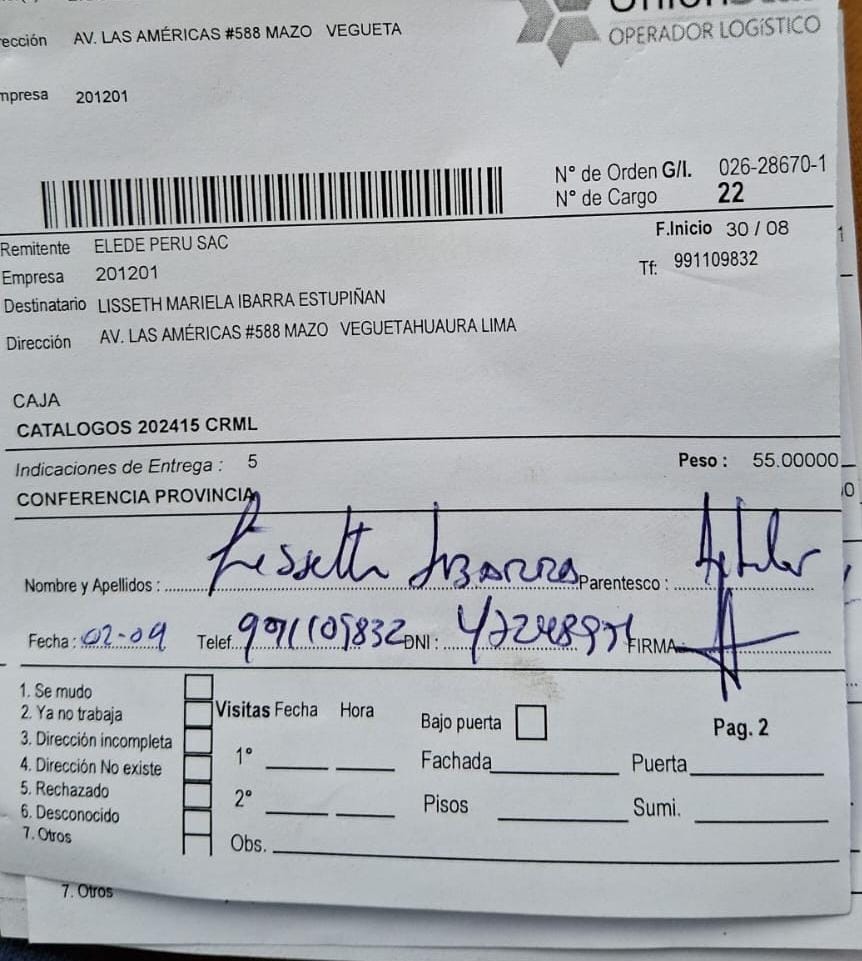 rección AV. LAS AMÉRICAS #588 MAZO VEGUETA
OPERADOR LOGÍSTICO
mpresa 201201
N° de Orden G/I. 026-28670-1
N° de Cargo 22
Remitente ELEDE PERU SAC
F.Inicio 30 / 08
Empresa 201201
Tf: 991109832
Destinatario LISSETH MARIELA IBARRA ESTUPIÑAN
Dirección AV. LAS AMÉRICAS #588 MAZO VEGUETAHUAURA LIMA
CAJA
CATALOGOS 202415 CRML
Indicaciones de Entrega : 5 Peso : 55.00000
CONFERENCIA PROVINCIA
Nombre y Apellidos : Lisseth Ibarra Parentesco :
Fecha : 02-09 Telef. 991109832 DNI : FIRMA
1. Se mudo
2. Ya no trabaja
3. Dirección incompleta
4. Dirección No existe
5. Rechazado
6. Desconocido
7. Otros
Visitas Fecha Hora
Bajo puerta
Pag. 2
1° Fachada Puerta
2° Pisos Sumi.
Obs.
7. Otros